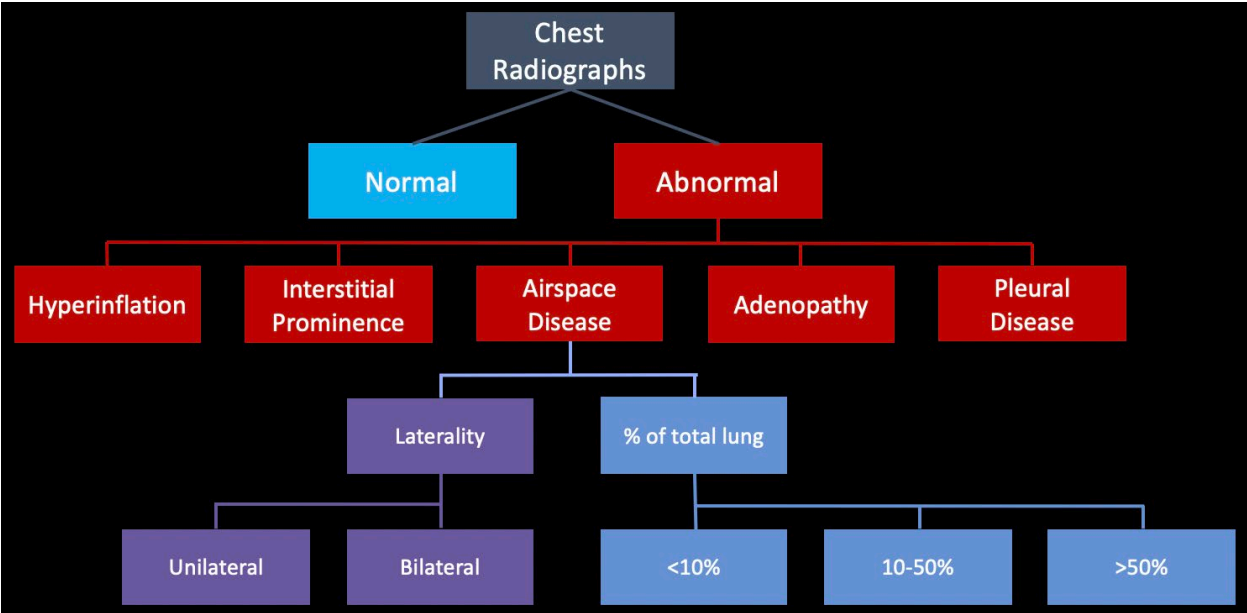 Chest
Radiographs
Normal
Abnormal
Hyperinflation
Interstitial
Prominence
Airspace
Disease
Adenopathy
Pleural
Disease
Laterality
% of total lung
Unilateral
Bilateral
<10%
10-50%
>50%